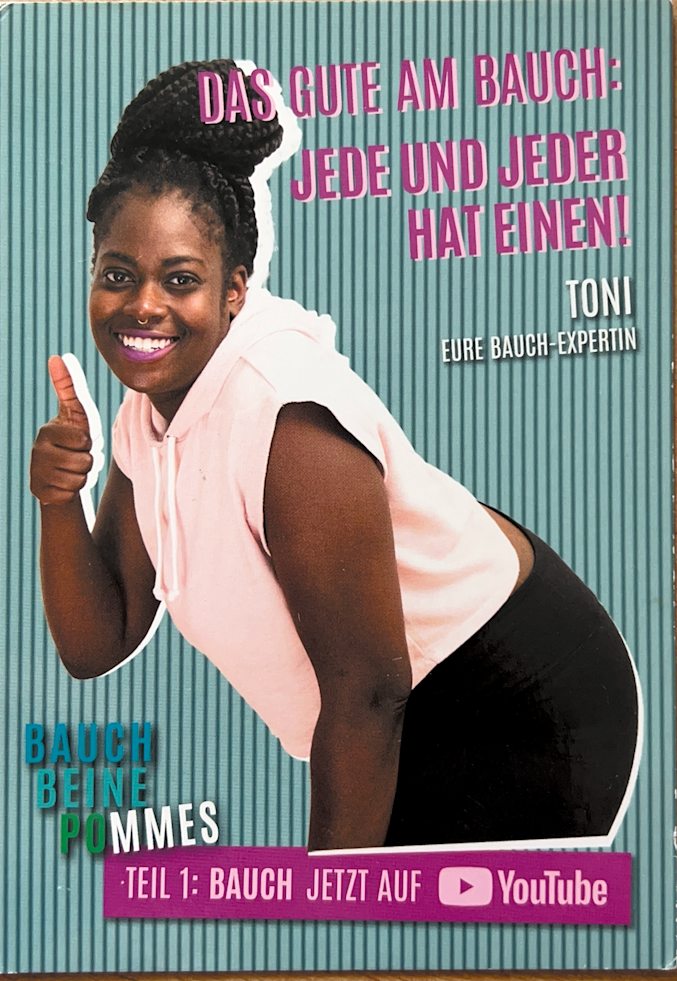 DAS GUTE AM BAUCH:
JEDE UND JEDER
HAT EINEN!
TONI
EURE BAUCH-EXPERTIN
BAUCH
BEINE
POMMES
TEIL 1: BAUCH JETZT AUF YouTube